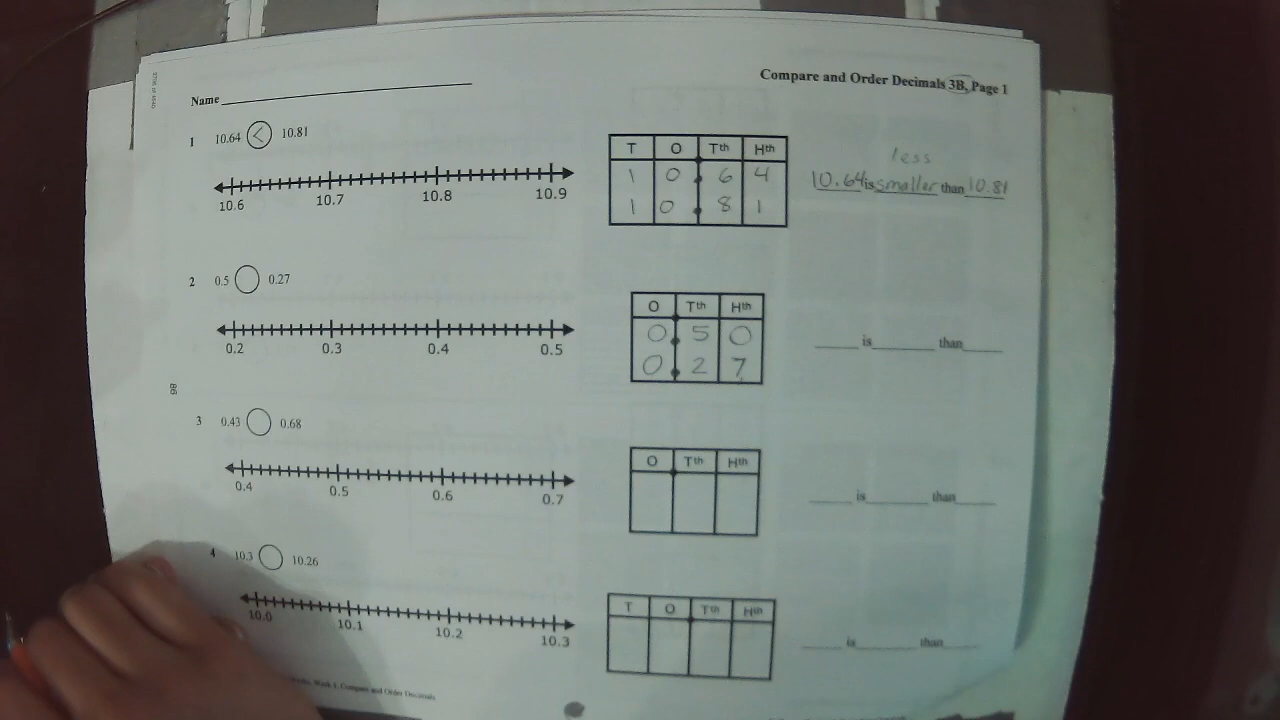 Compare and Order Decimals 3B, Page 1
Name
1 10.64 < 10.81
10.6 10.7 10.8 10.9
T O Tth Hth
1 0 . 6 4
1 0 . 8 1
less
10.64 is smaller than 10.81
2 0.5 0.27
0.2 0.3 0.4 0.5
O Tth Hth
0 . 5 0
0 . 2 7
is than
86
3 0.43 0.68
0.4 0.5 0.6 0.7
O Tth Hth
is than
4 10.3 10.26
10.0 10.1 10.2 10.3
T O Tth Hth
is than
Compare and Order Decimals